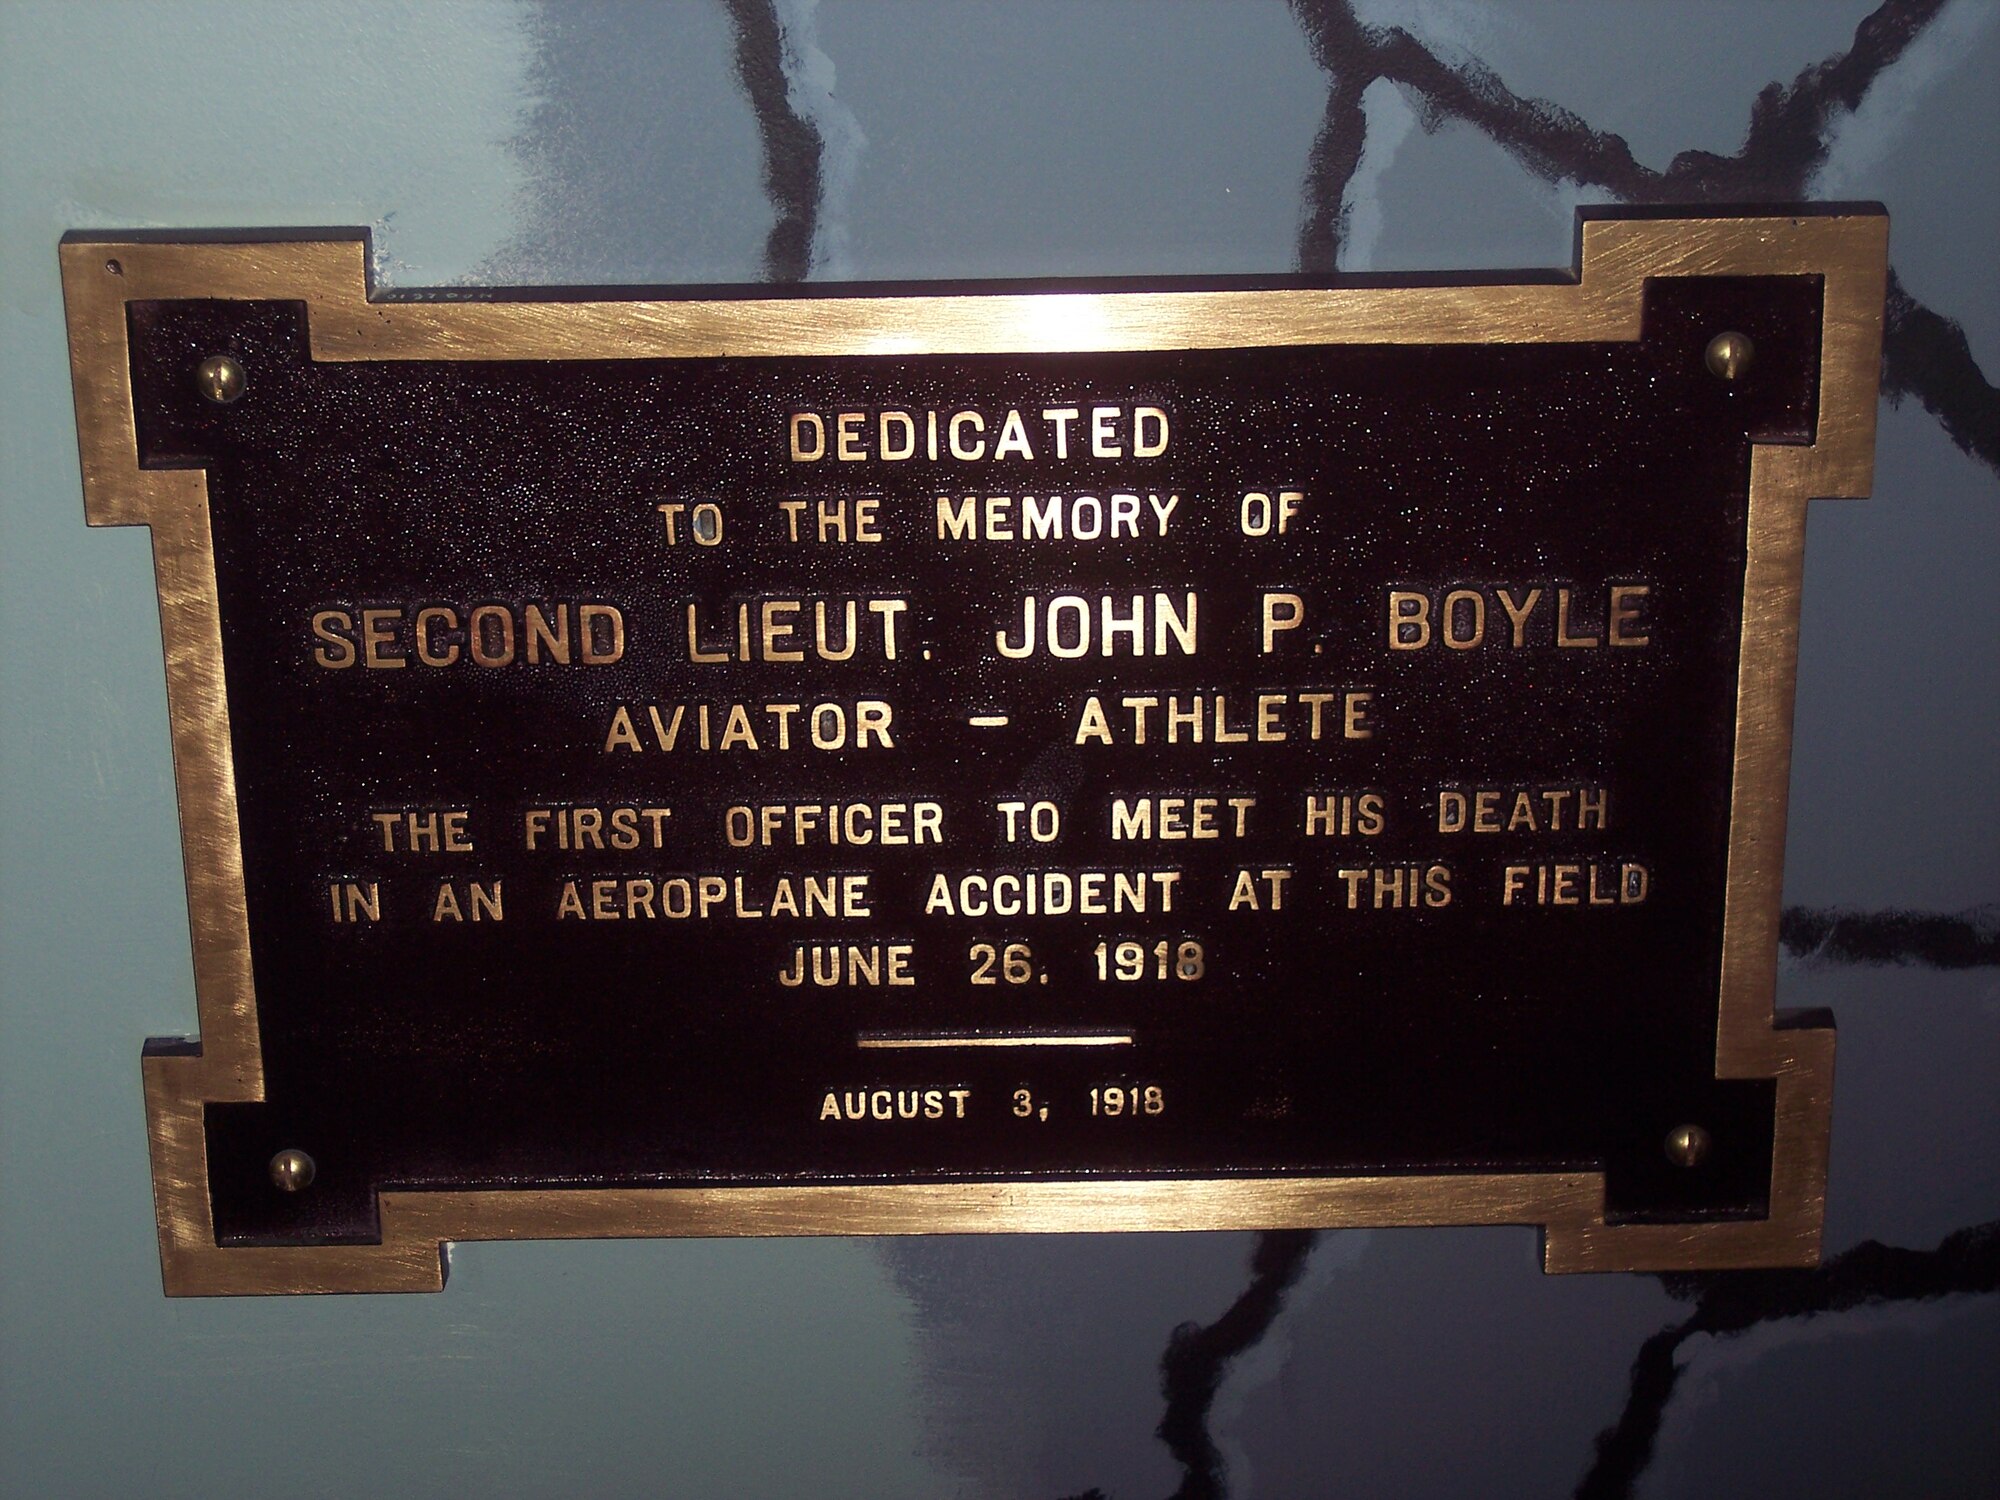 DEDICATED
TO THE MEMORY OF
SECOND LIEUT. JOHN P. BOYLE
AVIATOR – ATHLETE
THE FIRST OFFICER TO MEET HIS DEATH
IN AN AEROPLANE ACCIDENT AT THIS FIELD
JUNE 26. 1918
AUGUST 3, 1918